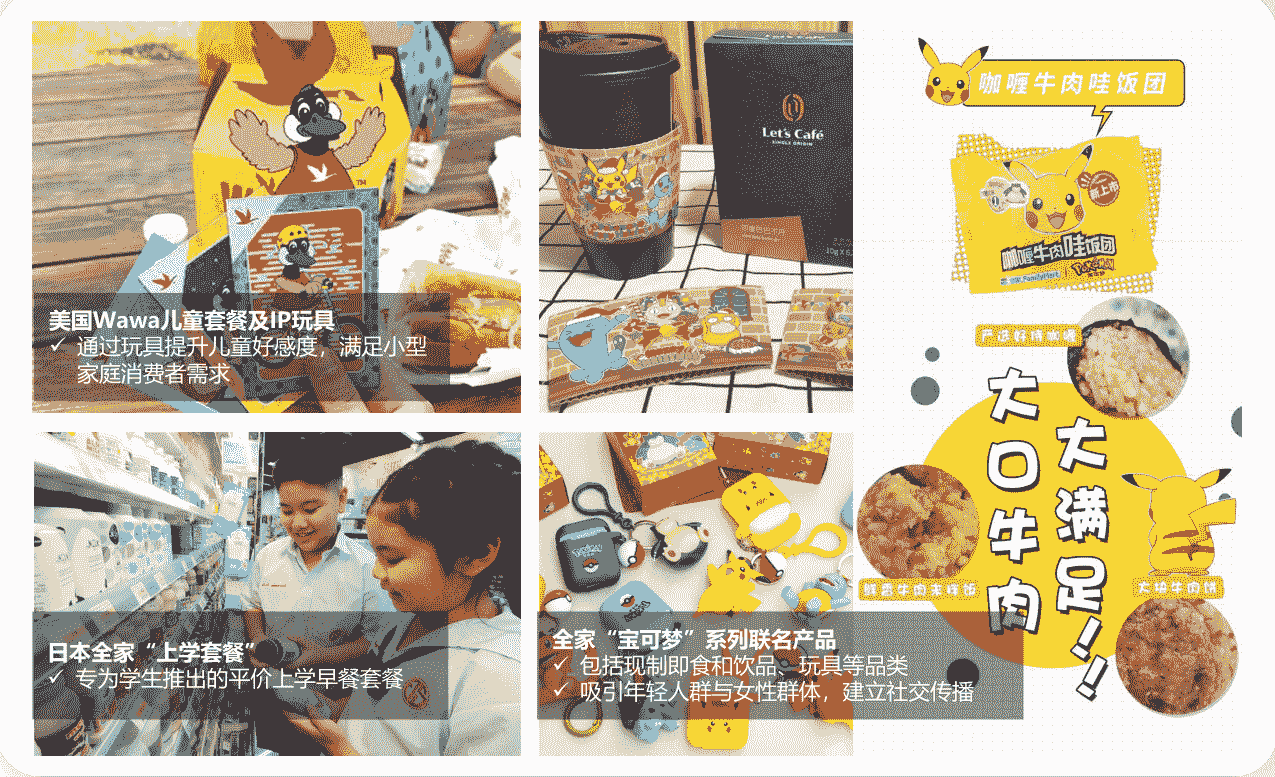 美国Wawa儿童套餐及IP玩具
✓ 通过玩具提升儿童好感度，满足小型
家庭消费者需求
Let's Café
SINGLE ORIGIN
日本全家“上学套餐”
✓ 专为学生推出的平价上学早餐套餐
全家“宝可梦”系列联名产品
✓ 包括现制即食和饮品、玩具等品类
✓ 吸引年轻人群与女性群体，建立社交传播
咖喱牛肉哇饭团
新上市
咖喱牛肉哇饭团
FamilyMart
大口牛肉
大满足！！